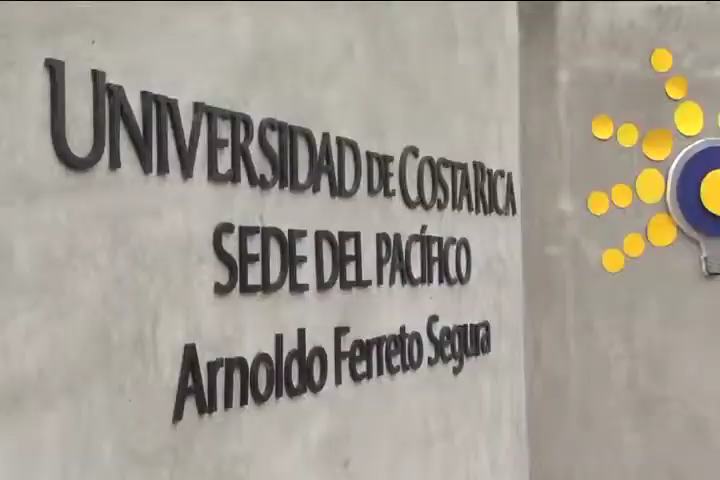 UNIVERSIDAD DE COSTA RICA
SEDE DEL PACÍFICO
Arnoldo Ferreto Segura